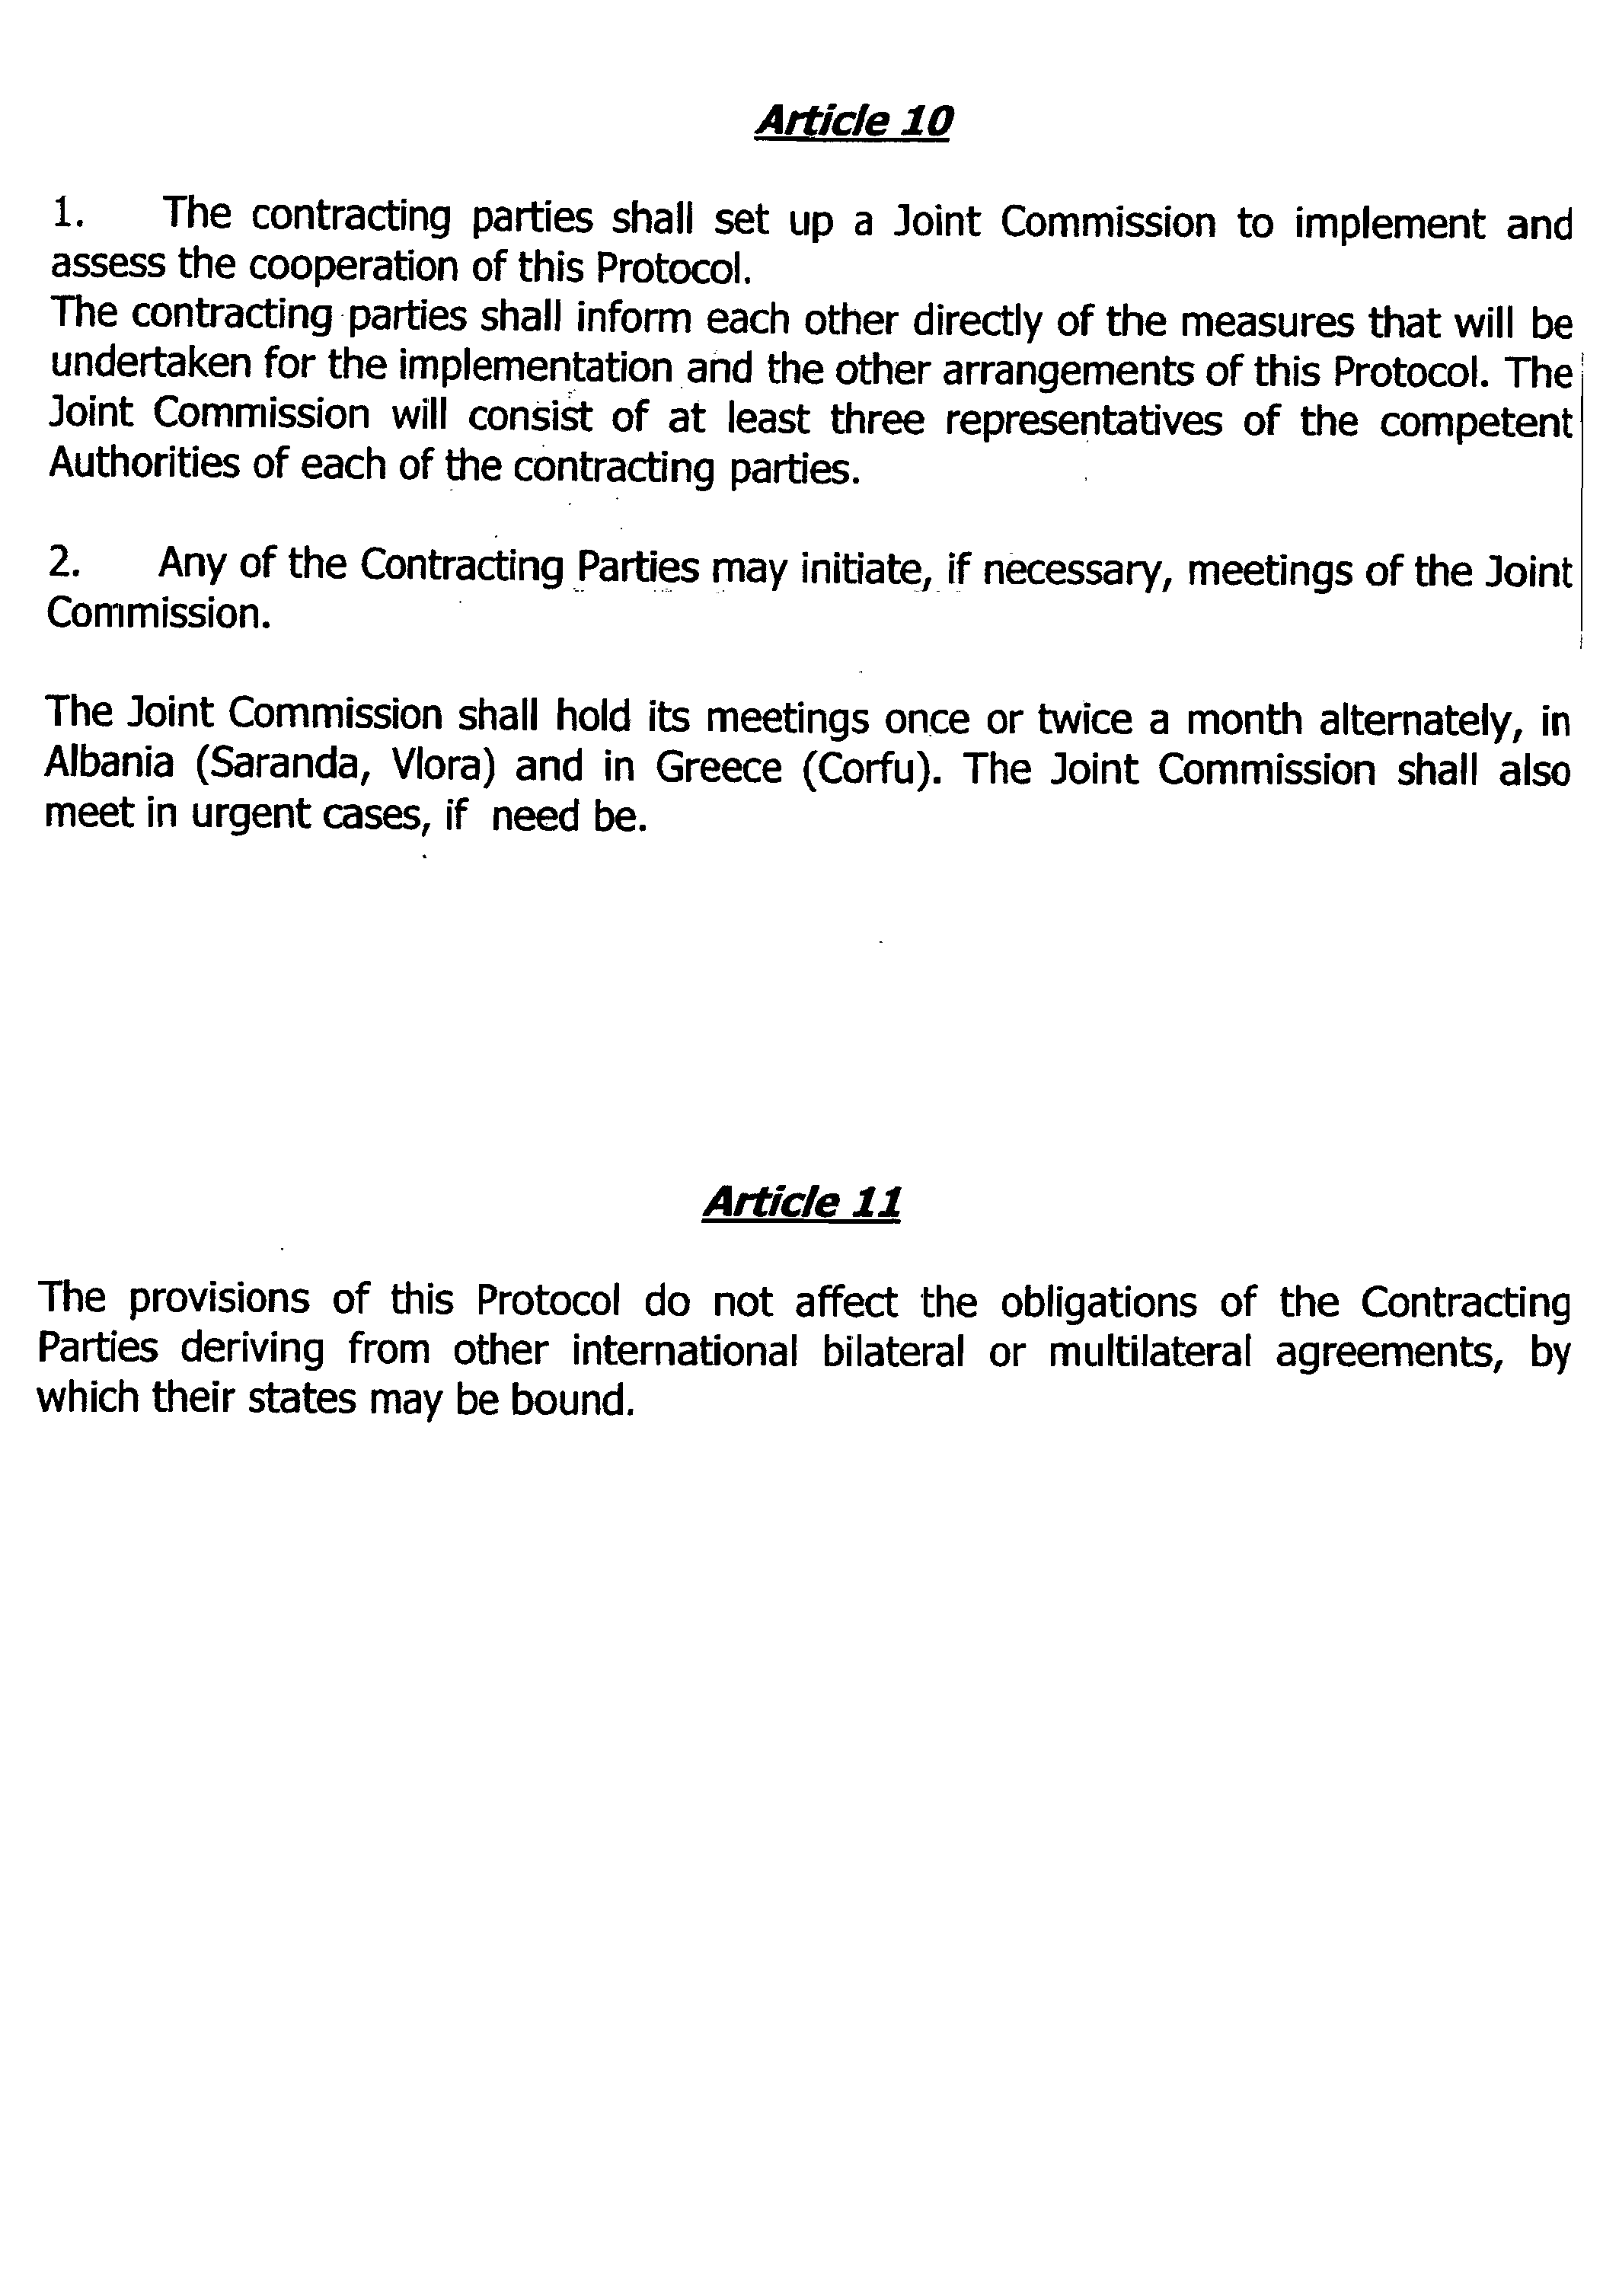 Article 10
1. The contracting parties shall set up a Joint Commission to implement and
assess the cooperation of this Protocol.
The contracting parties shall inform each other directly of the measures that will be
undertaken for the implementation and the other arrangements of this Protocol. The
Joint Commission will consist of at least three representatives of the competent
Authorities of each of the contracting parties.
2. Any of the Contracting Parties may initiate, if necessary, meetings of the Joint
Commission.
The Joint Commission shall hold its meetings once or twice a month alternately, in
Albania (Saranda, Vlora) and in Greece (Corfu). The Joint Commission shall also
meet in urgent cases, if need be.
Article 11
The provisions of this Protocol do not affect the obligations of the Contracting
Parties deriving from other international bilateral or multilateral agreements, by
which their states may be bound.